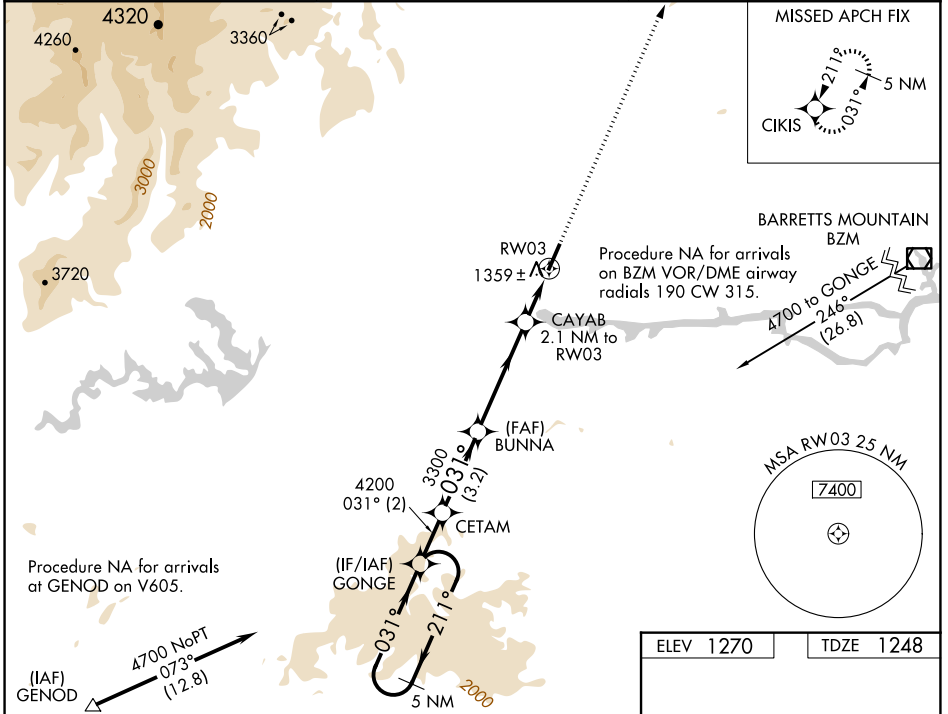 4320
4260
3360
3720
3000
2000
MISSED APCH FIX
211°
031°
5 NM
CIKIS
BARRETTS MOUNTAIN
BZM
RW03
1359 ±
Procedure NA for arrivals
on BZM VOR/DME airway
radials 190 CW 315.
4700 to GONGE
246°
(26.8)
CAYAB
2.1 NM to
RW03
(FAF)
BUNNA
3300
031°
(3.2)
4200
031° (2)
CETAM
MSA RW03 25 NM
7400
(IF/IAF)
GONGE
Procedure NA for arrivals
at GENOD on V605.
031°
211°
5 NM
2000
4700 NoPT
073°
(12.8)
(IAF)
GENOD
ELEV 1270
TDZE 1248